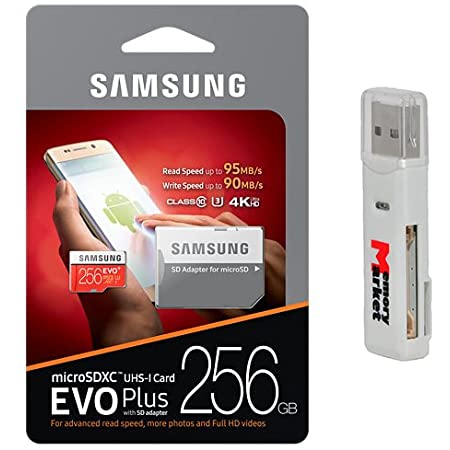 SAMSUNG
Read Speed up to 95MB/s
Write Speed up to 90MB/s
CLASS 10 U3 4K UHD
SAMSUNG
256 EVO+
SAMSUNG
SD Adapter for microSD
microSDXC™ UHS-I Card
EVO Plus
with SD adapter
256GB
For advanced read speed, more photos and Full HD videos
Memory
Market